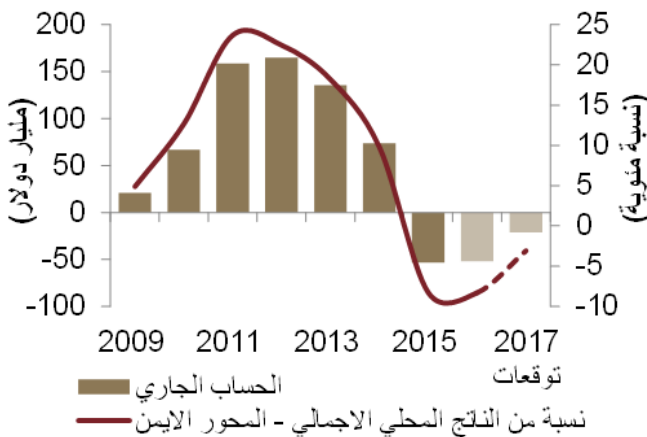 200
150
100
50
0
-50
-100
(مليار دولار)
25
20
15
10
5
0
-5
-10
(نسبة مئوية)
2009 2011 2013 2015 2017
توقعات
الحساب الجاري
نسبة من الناتج المحلي الاجمالي - المحور الايمن